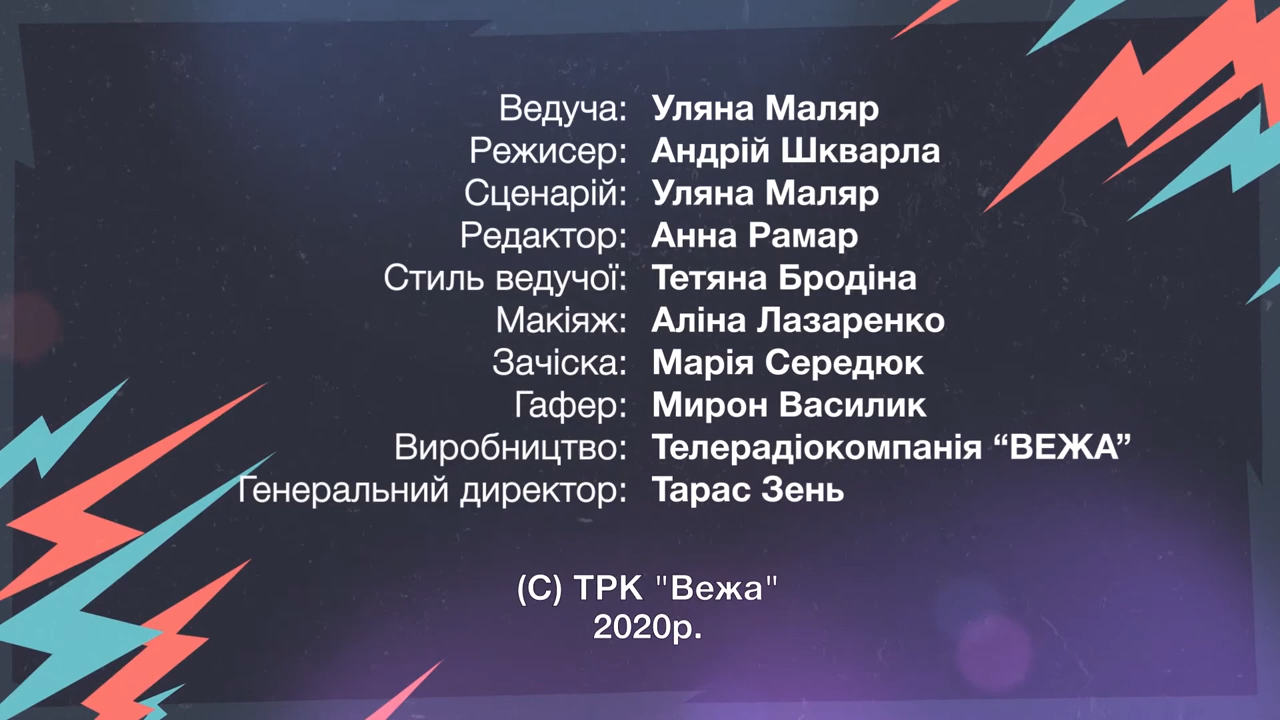 Ведуча: Уляна Маляр
Режисер: Андрій Шкварла
Сценарій: Уляна Маляр
Редактор: Анна Рамар
Стиль ведучої: Тетяна Бродіна
Макіяж: Аліна Лазаренко
Зачіска: Марія Середюк
Гафер: Мирон Василик
Виробництво: Телерадіокомпанія “ВЕЖА”
Генеральний директор: Тарас Зень
(С) ТРК "Вежа"
2020р.